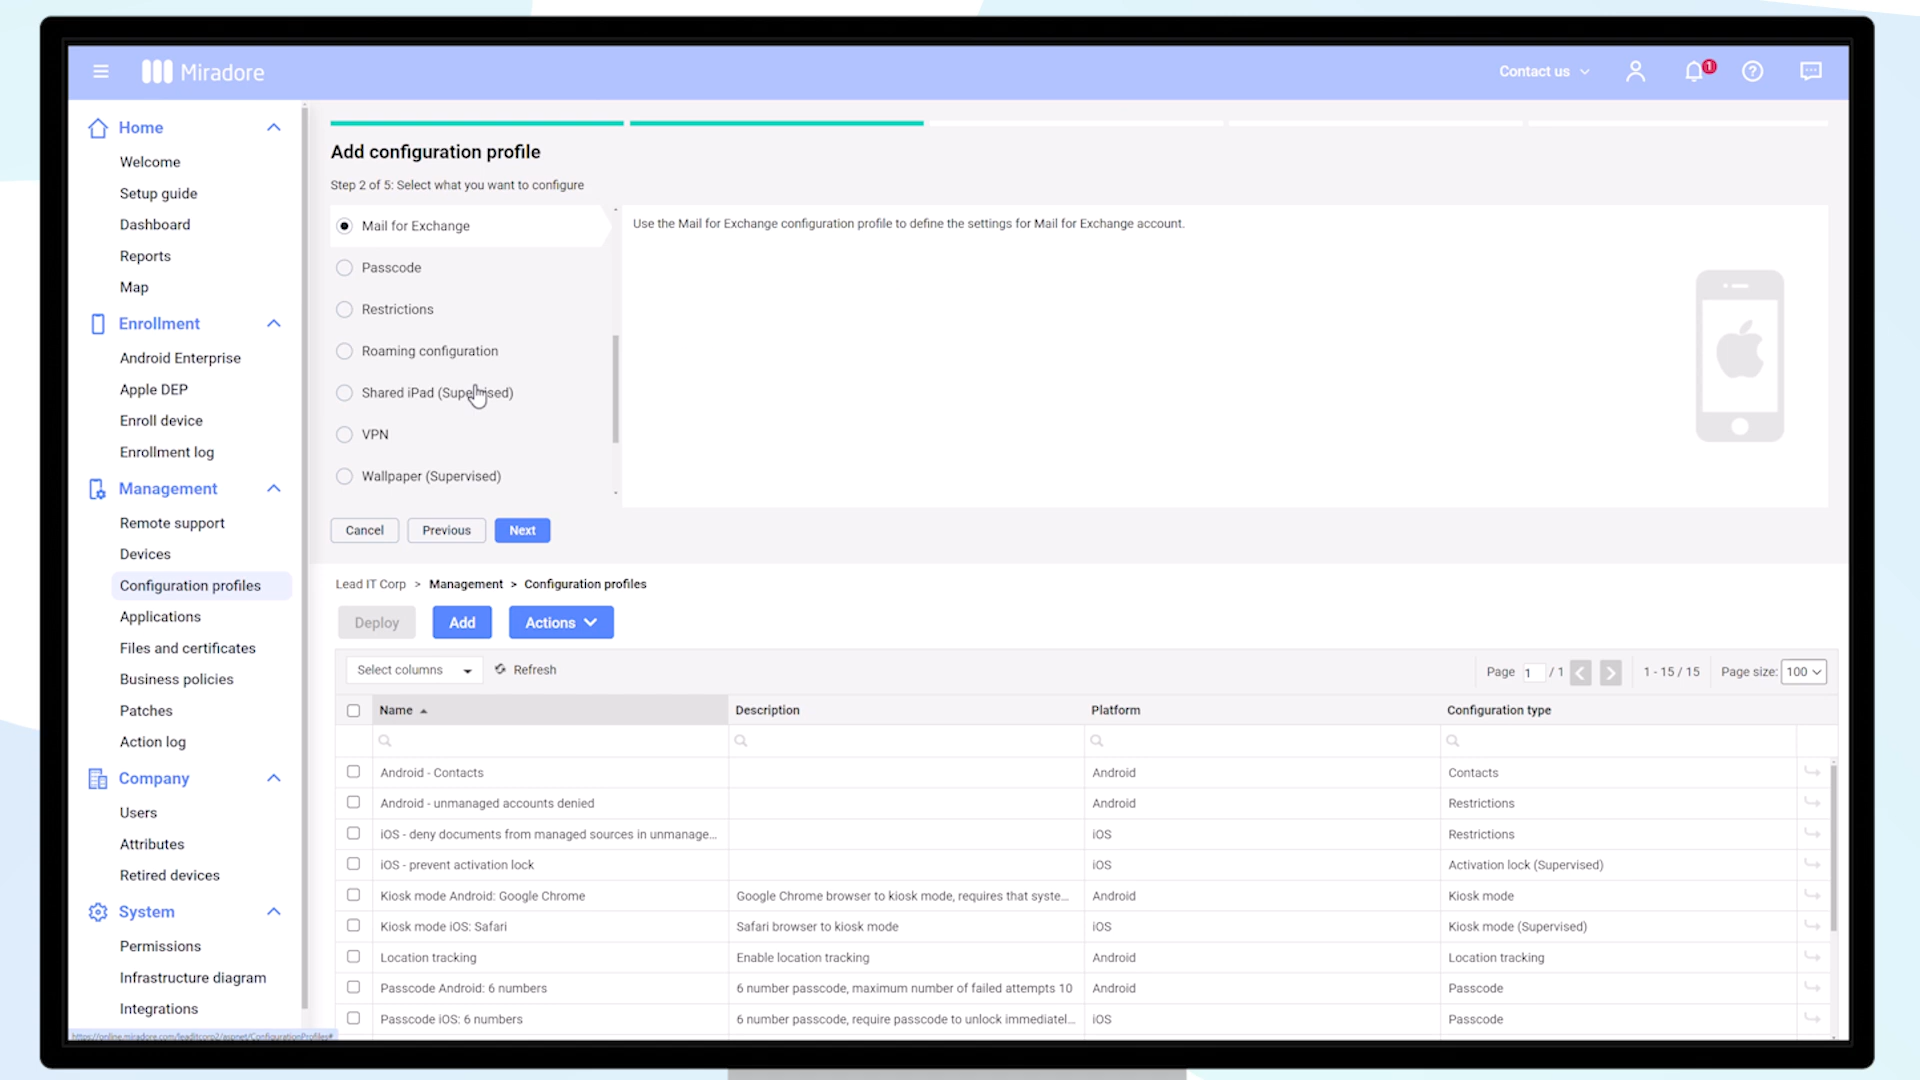 Miradore
Contact us
1
Home
Welcome
Setup guide
Dashboard
Reports
Map
Enrollment
Android Enterprise
Apple DEP
Enroll device
Enrollment log
Management
Remote support
Devices
Configuration profiles
Applications
Files and certificates
Business policies
Patches
Action log
Company
Users
Attributes
Retired devices
System
Permissions
Infrastructure diagram
Integrations
https://online.miradore.com/leaditcorp2/aspnet/ConfigurationProfiles#
Add configuration profile
Step 2 of 5: Select what you want to configure
Mail for Exchange
Passcode
Restrictions
Roaming configuration
Shared iPad (Supervised)
VPN
Wallpaper (Supervised)
Use the Mail for Exchange configuration profile to define the settings for Mail for Exchange account.
Cancel Previous Next
Lead IT Corp > Management > Configuration profiles
Deploy Add Actions
Select columns Refresh Page 1 / 1 1 - 15 / 15 Page size: 100
Name Description Platform Configuration type
Android - Contacts Android Contacts
Android - unmanaged accounts denied Android Restrictions
iOS - deny documents from managed sources in unmanage... iOS Restrictions
iOS - prevent activation lock iOS Activation lock (Supervised)
Kiosk mode Android: Google Chrome Google Chrome browser to kiosk mode, requires that syste... Android Kiosk mode
Kiosk mode iOS: Safari Safari browser to kiosk mode iOS Kiosk mode (Supervised)
Location tracking Enable location tracking Android Location tracking
Passcode Android: 6 numbers 6 number passcode, maximum number of failed attempts 10 Android Passcode
Passcode iOS: 6 numbers 6 number passcode, require passcode to unlock immediatel... iOS Passcode